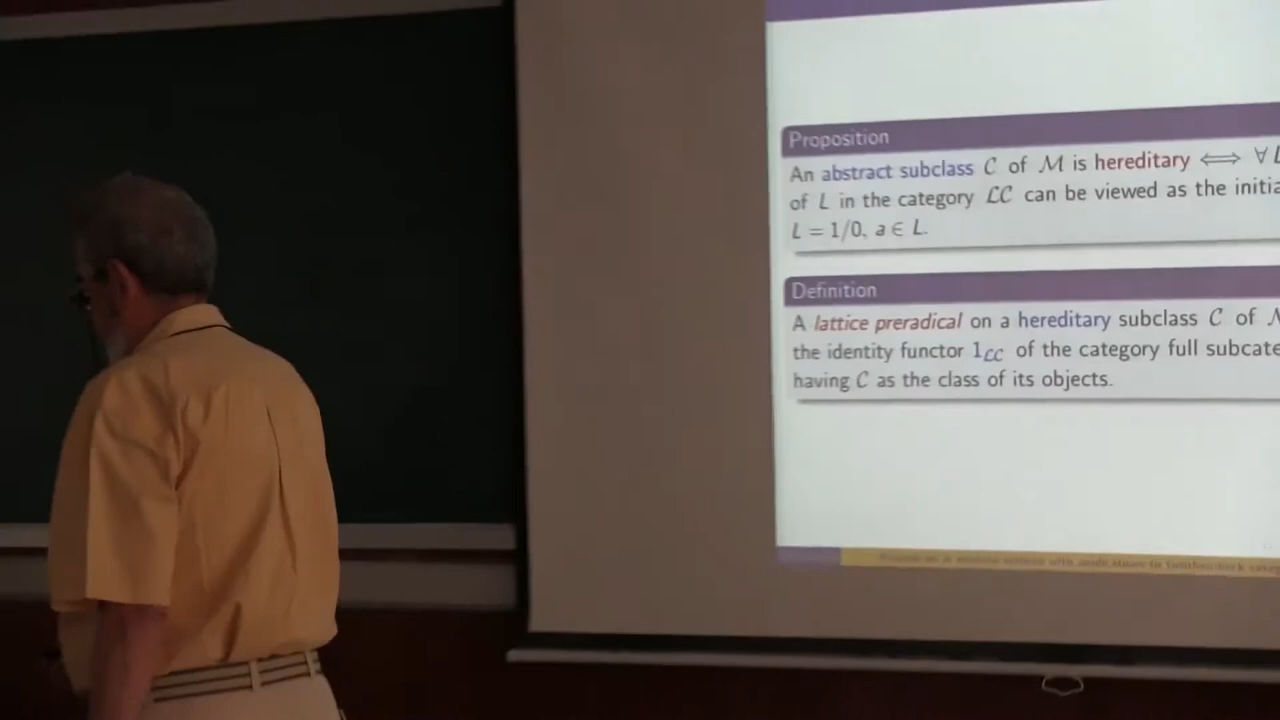 Proposition
An abstract subclass 𝒞 of ℳ is hereditary ⟺ ∀ L
of L in the category ℒ𝒞 can be viewed as the initia
L = 1/0, a ∈ L.
Definition
A lattice preradical on a hereditary subclass 𝒞 of
the identity functor 1_ℒ𝒞 of the category full subcate
having 𝒞 as the class of its objects.